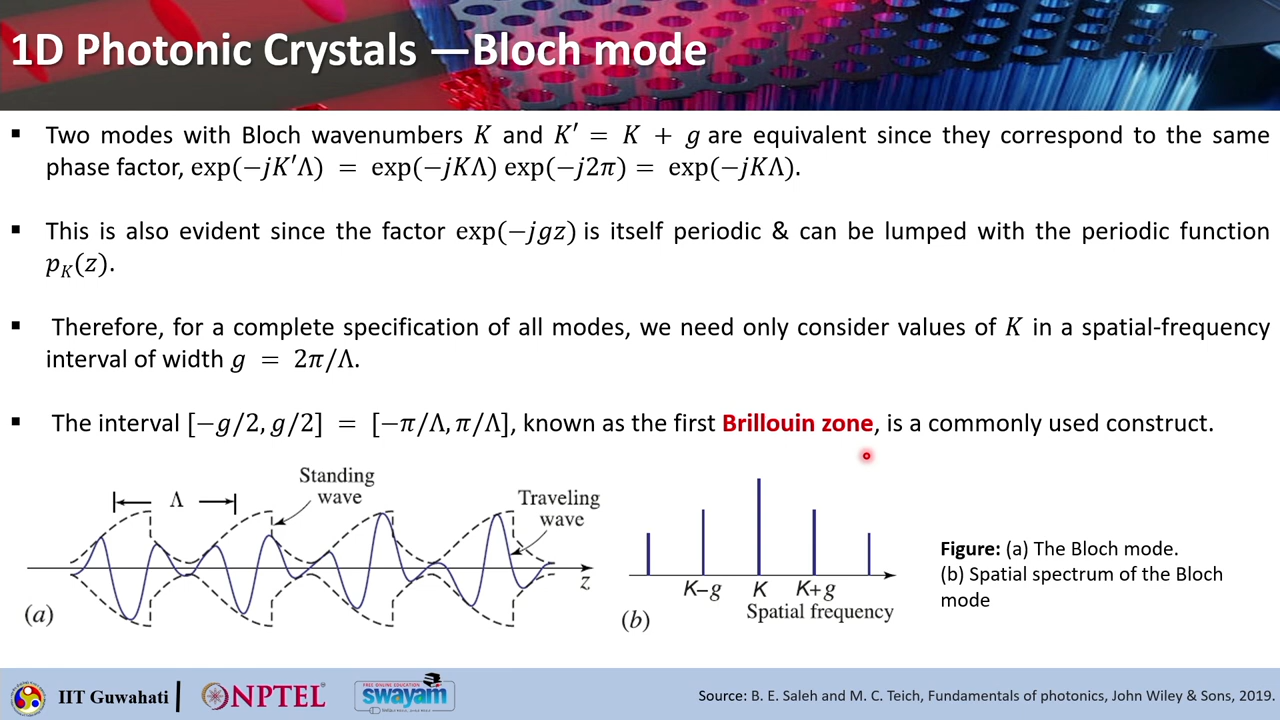 1D Photonic Crystals —Bloch mode
▪ Two modes with Bloch wavenumbers K and K′ = K + g are equivalent since they correspond to the same
phase factor, exp(−jK′Λ) = exp(−jKΛ) exp(−j2π) = exp(−jKΛ).
▪ This is also evident since the factor exp(−jgz) is itself periodic & can be lumped with the periodic function
p_K(z).
▪ Therefore, for a complete specification of all modes, we need only consider values of K in a spatial-frequency
interval of width g = 2π/Λ.
▪ The interval [−g/2, g/2] = [−π/Λ, π/Λ], known as the first Brillouin zone, is a commonly used construct.
Λ
Standing
wave
Traveling
wave
z
(a)
K−g K K+g
Spatial frequency
(b)
Figure: (a) The Bloch mode.
(b) Spatial spectrum of the Bloch
mode
IIT Guwahati
NPTEL
FREE ONLINE EDUCATION
swayam
Source: B. E. Saleh and M. C. Teich, Fundamentals of photonics, John Wiley & Sons, 2019.